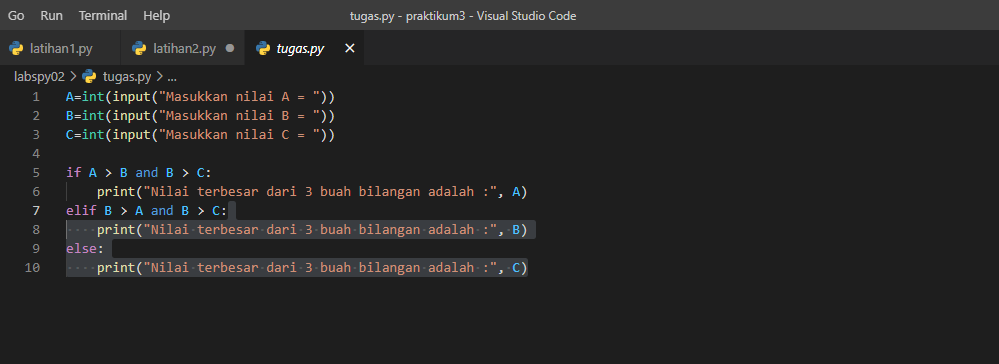 Go Run Terminal Help tugas.py - praktikum3 - Visual Studio Code
latihan1.py latihan2.py tugas.py
labspy02 > tugas.py > ...
1 A=int(input("Masukkan nilai A = "))
2 B=int(input("Masukkan nilai B = "))
3 C=int(input("Masukkan nilai C = "))
4
5 if A > B and B > C:
6     print("Nilai terbesar dari 3 buah bilangan adalah :", A)
7 elif B > A and B > C:
8     print("Nilai terbesar dari 3 buah bilangan adalah :", B)
9 else:
10     print("Nilai terbesar dari 3 buah bilangan adalah :", C)